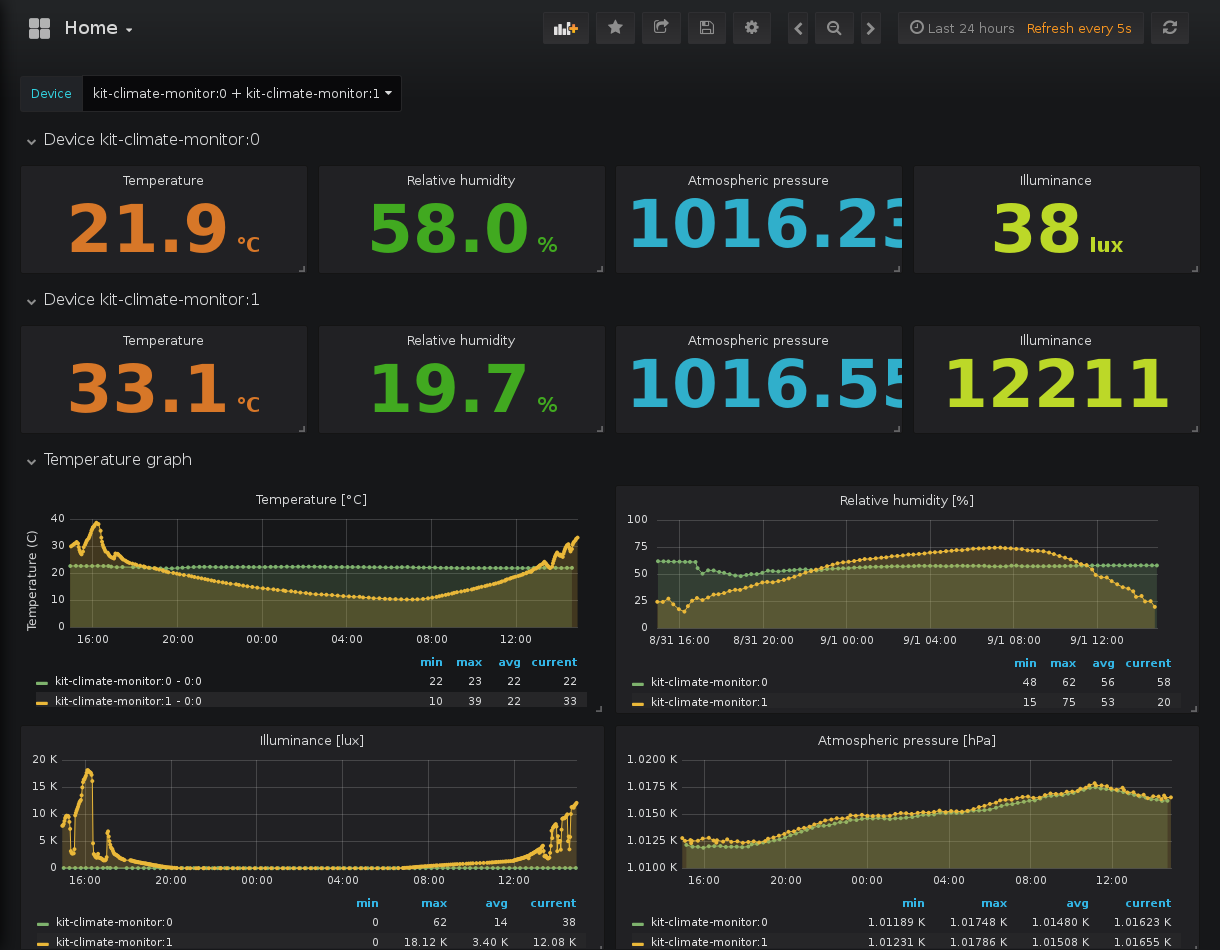 Home
Last 24 hours Refresh every 5s
Device kit-climate-monitor:0 + kit-climate-monitor:1
Device kit-climate-monitor:0
Temperature Relative humidity Atmospheric pressure Illuminance
21.9 °C 58.0 % 1016.23 38 lux
Device kit-climate-monitor:1
Temperature Relative humidity Atmospheric pressure Illuminance
33.1 °C 19.7 % 1016.55 12211
Temperature graph
Temperature [°C]
Temperature (C)
40
30
20
10
0
16:00 20:00 00:00 04:00 08:00 12:00
min max avg current
kit-climate-monitor:0 - 0:0 22 23 22 22
kit-climate-monitor:1 - 0:0 10 39 22 33
Relative humidity [%]
100
75
50
25
0
8/31 16:00 8/31 20:00 9/1 00:00 9/1 04:00 9/1 08:00 9/1 12:00
min max avg current
kit-climate-monitor:0 48 62 56 58
kit-climate-monitor:1 15 75 53 20
Illuminance [lux]
20 K
15 K
10 K
5 K
0
16:00 20:00 00:00 04:00 08:00 12:00
min max avg current
kit-climate-monitor:0 0 62 14 38
kit-climate-monitor:1 0 18.12 K 3.40 K 12.08 K
Atmospheric pressure [hPa]
1.0200 K
1.0175 K
1.0150 K
1.0125 K
1.0100 K
16:00 20:00 00:00 04:00 08:00 12:00
min max avg current
kit-climate-monitor:0 1.01189 K 1.01748 K 1.01480 K 1.01623 K
kit-climate-monitor:1 1.01231 K 1.01786 K 1.01508 K 1.01655 K